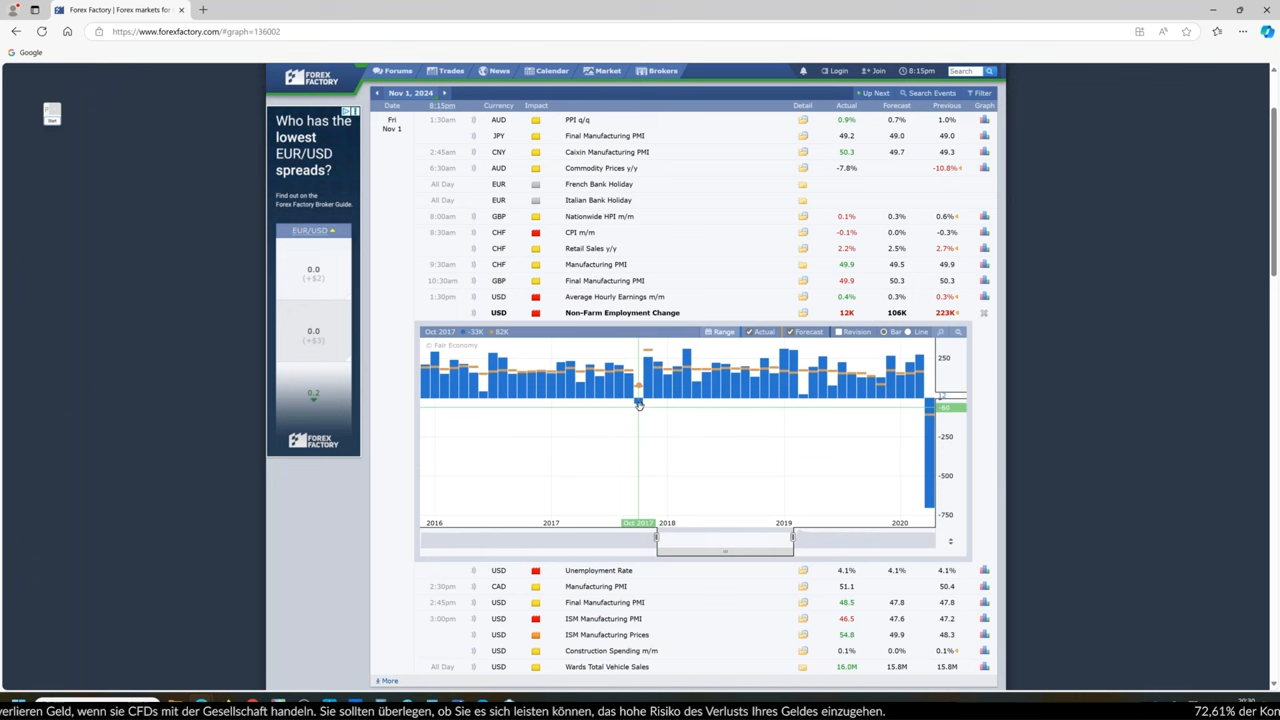 Forex Factory | Forex markets for
https://www.forexfactory.com/#graph=136002
Google
FOREX FACTORY
Forums Trades News Calendar Market Brokers Login Join 8:15pm Search
Nov 1, 2024 Up Next Search Events Filter
Date 8:15pm Currency Impact Detail Actual Forecast Previous Graph
Fri Nov 1 1:30am AUD PPI q/q 0.9% 0.7% 1.0%
JPY Final Manufacturing PMI 49.2 49.0 49.0
2:45am CNY Caixin Manufacturing PMI 50.3 49.7 49.3
6:30am AUD Commodity Prices y/y -7.8% -10.8%
All Day EUR French Bank Holiday
All Day EUR Italian Bank Holiday
8:00am GBP Nationwide HPI m/m 0.1% 0.3% 0.6%
8:30am CHF CPI m/m -0.1% 0.0% -0.3%
CHF Retail Sales y/y 2.2% 2.5% 2.7%
9:30am CHF Manufacturing PMI 49.9 49.5 49.9
10:30am GBP Final Manufacturing PMI 49.9 50.3 50.3
1:30pm USD Average Hourly Earnings m/m 0.4% 0.3% 0.3%
USD Non-Farm Employment Change 12K 106K 223K
Oct 2017 -33K 82K Range Actual Forecast Revision Bar Line
© Fair Economy
250
12
-60
-250
-500
-750
2016 2017 Oct 2017 2018 2019 2020
USD Unemployment Rate 4.1% 4.1% 4.1%
2:30pm CAD Manufacturing PMI 51.1 50.4
2:45pm USD Final Manufacturing PMI 48.5 47.8 47.8
3:00pm USD ISM Manufacturing PMI 46.5 47.6 47.2
USD ISM Manufacturing Prices 54.8 49.9 48.3
USD Construction Spending m/m 0.1% 0.0% 0.1%
All Day USD Wards Total Vehicle Sales 16.0M 15.8M 15.8M
More
Who has the
lowest
EUR/USD
spreads?
Find out on the
Forex Factory Broker Guide.
EUR/USD
0.0
(+$2)
0.0
(+$3)
0.2
FOREX FACTORY
Start
verlieren Geld, wenn sie CFDs mit der Gesellschaft handeln. Sie sollten überlegen, ob Sie es sich leisten können, das hohe Risiko des Verlusts Ihres Geldes einzugehen. 72,61% der Kon